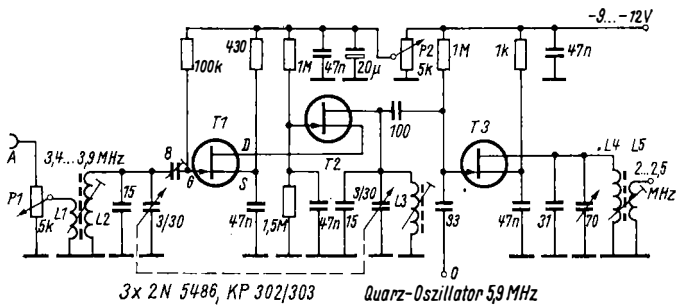 -9... -12V
430
100k
1M
47n
20µ
P2
5k
1M
1k
47n
T1
T2
T3
100
A
3,4...3,9 MHz
8
D
G
S
L4 L5
2...2,5
MHz
P1
5k
L1
L2
15
3/30
47n
1,5M
47n
15
3/30
L3
33
47n
31
70
O
3x 2N 5486, KP 302/303
Quarz-Oszillator 5,9 MHz